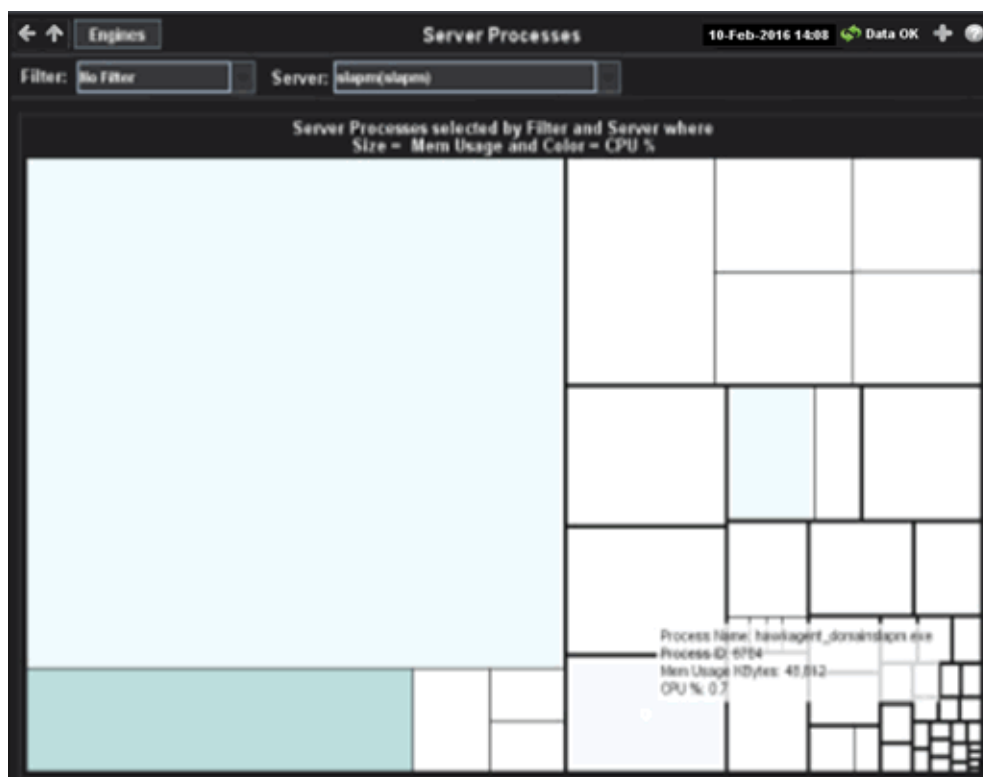 Engines
Server Processes
10-Feb-2016 14:08
Data OK
Filter: No Filter
Server: slapm(slapm)
Server Processes selected by Filter and Server where
Size = Mem Usage and Color = CPU %
Process Name: hawkagent_domainslapm.exe
Process ID: 6784
Mem Usage KBytes:
CPU %: 0.7